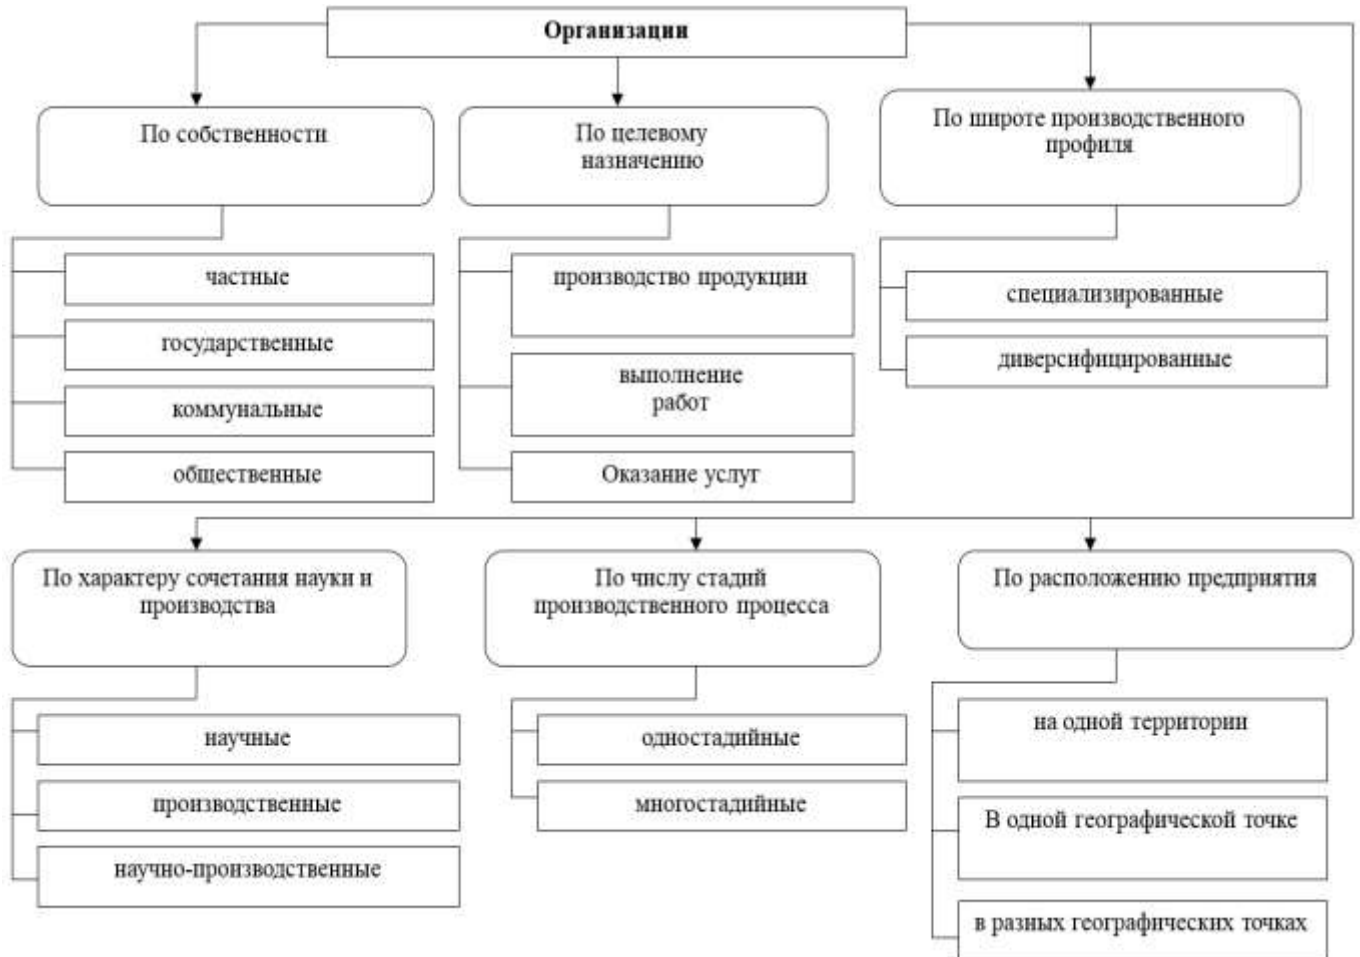 Организации
По собственности
частные
государственные
коммунальные
общественные
По целевому
назначению
производство продукции
выполнение
работ
Оказание услуг
По широте производственного
профиля
специализированные
диверсифицированные
По характеру сочетания науки и
производства
научные
производственные
научно-производственные
По числу стадий
производственного процесса
одностадийные
многостадийные
По расположению предприятия
на одной территории
В одной географической точке
в разных географических точках